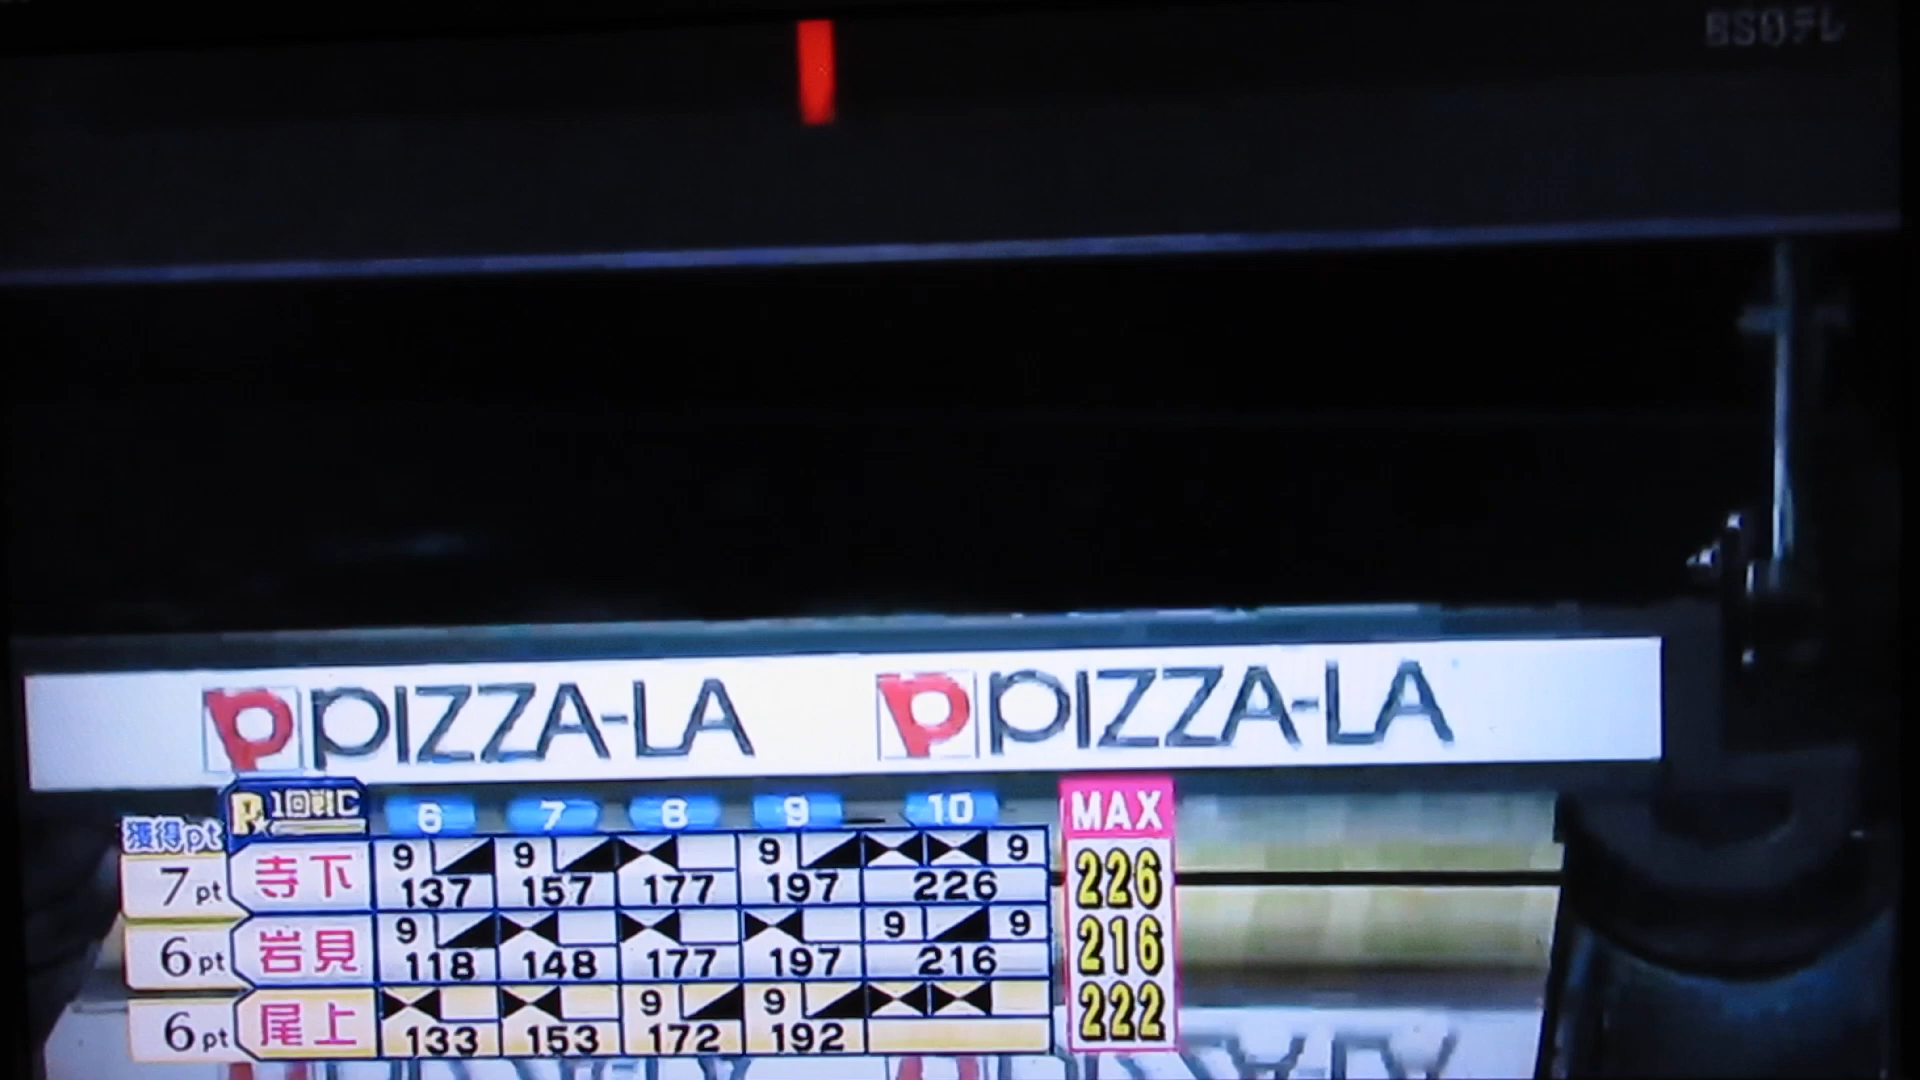 BS日テレ
PIZZA-LA PIZZA-LA
獲得pt P 1回戦C 6 7 8 9 10 MAX
7pt 寺下 9 9 9 9
137 157 177 197 226 226
6pt 岩見 9 9 9
118 148 177 197 216 216
6pt 尾上 9 9
133 153 172 192 222